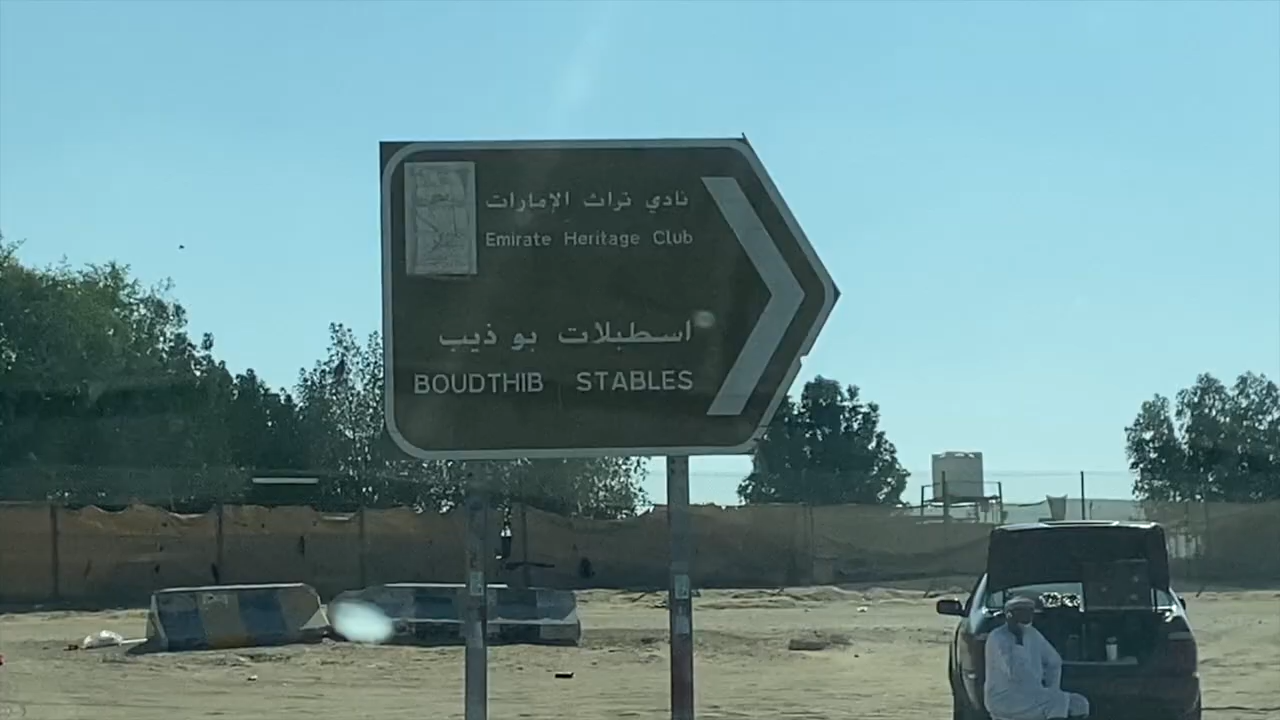 نادي تراث الإمارات
Emirate Heritage Club
اسطبلات بو ذيب
BOUDTHIB STABLES